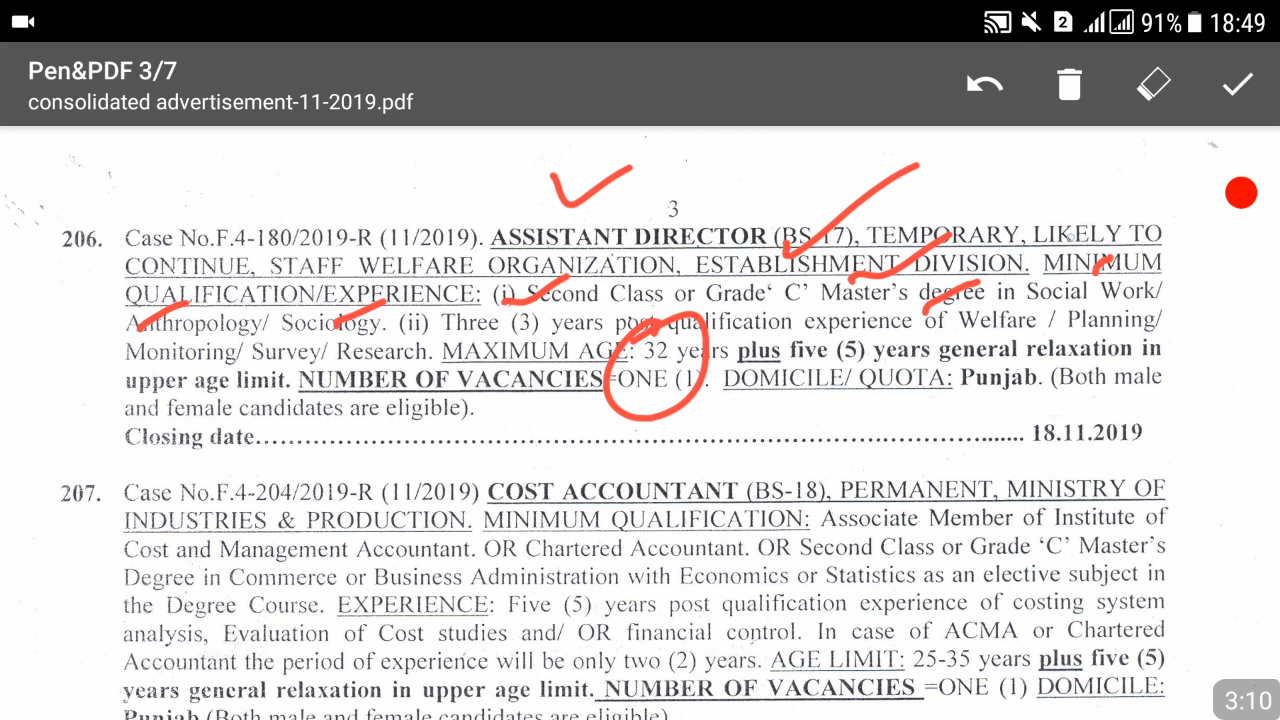 91% 18:49
Pen&PDF 3/7
consolidated advertisement-11-2019.pdf
3
206. Case No.F.4-180/2019-R (11/2019). ASSISTANT DIRECTOR (BS-17), TEMPORARY, LIKELY TO
CONTINUE, STAFF WELFARE ORGANIZATION, ESTABLISHMENT DIVISION. MINIMUM
QUALIFICATION/EXPERIENCE: (i) Second Class or Grade‘ C’ Master’s degree in Social Work/
Anthropology/ Sociology. (ii) Three (3) years post qualification experience of Welfare / Planning/
Monitoring/ Survey/ Research. MAXIMUM AGE: 32 years plus five (5) years general relaxation in
upper age limit. NUMBER OF VACANCIES=ONE (1). DOMICILE/ QUOTA: Punjab. (Both male
and female candidates are eligible).
Closing date.................................................................................................... 18.11.2019
207. Case No.F.4-204/2019-R (11/2019) COST ACCOUNTANT (BS-18), PERMANENT, MINISTRY OF
INDUSTRIES & PRODUCTION. MINIMUM QUALIFICATION: Associate Member of Institute of
Cost and Management Accountant. OR Chartered Accountant. OR Second Class or Grade ‘C’ Master’s
Degree in Commerce or Business Administration with Economics or Statistics as an elective subject in
the Degree Course. EXPERIENCE: Five (5) years post qualification experience of costing system
analysis, Evaluation of Cost studies and/ OR financial control. In case of ACMA or Chartered
Accountant the period of experience will be only two (2) years. AGE LIMIT: 25-35 years plus five (5)
years general relaxation in upper age limit. NUMBER OF VACANCIES =ONE (1) DOMICILE:
Punjab (Both male and female candidates are eligible)
3:10